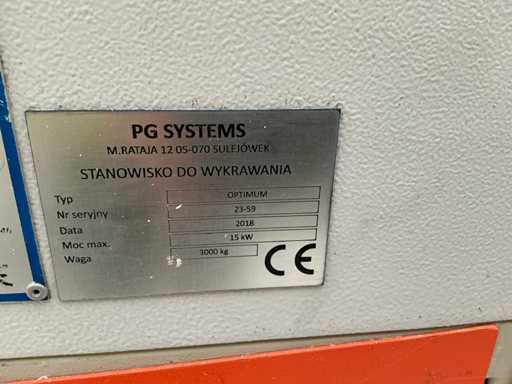 PG SYSTEMS
M.RATAJA 12 05-070 SULEJÓWEK
STANOWISKO DO WYKRAWANIA
Typ OPTIMUM
Nr seryjny 23-59
Data 2018
Moc max. 15 kW
Waga 3000 kg
CE